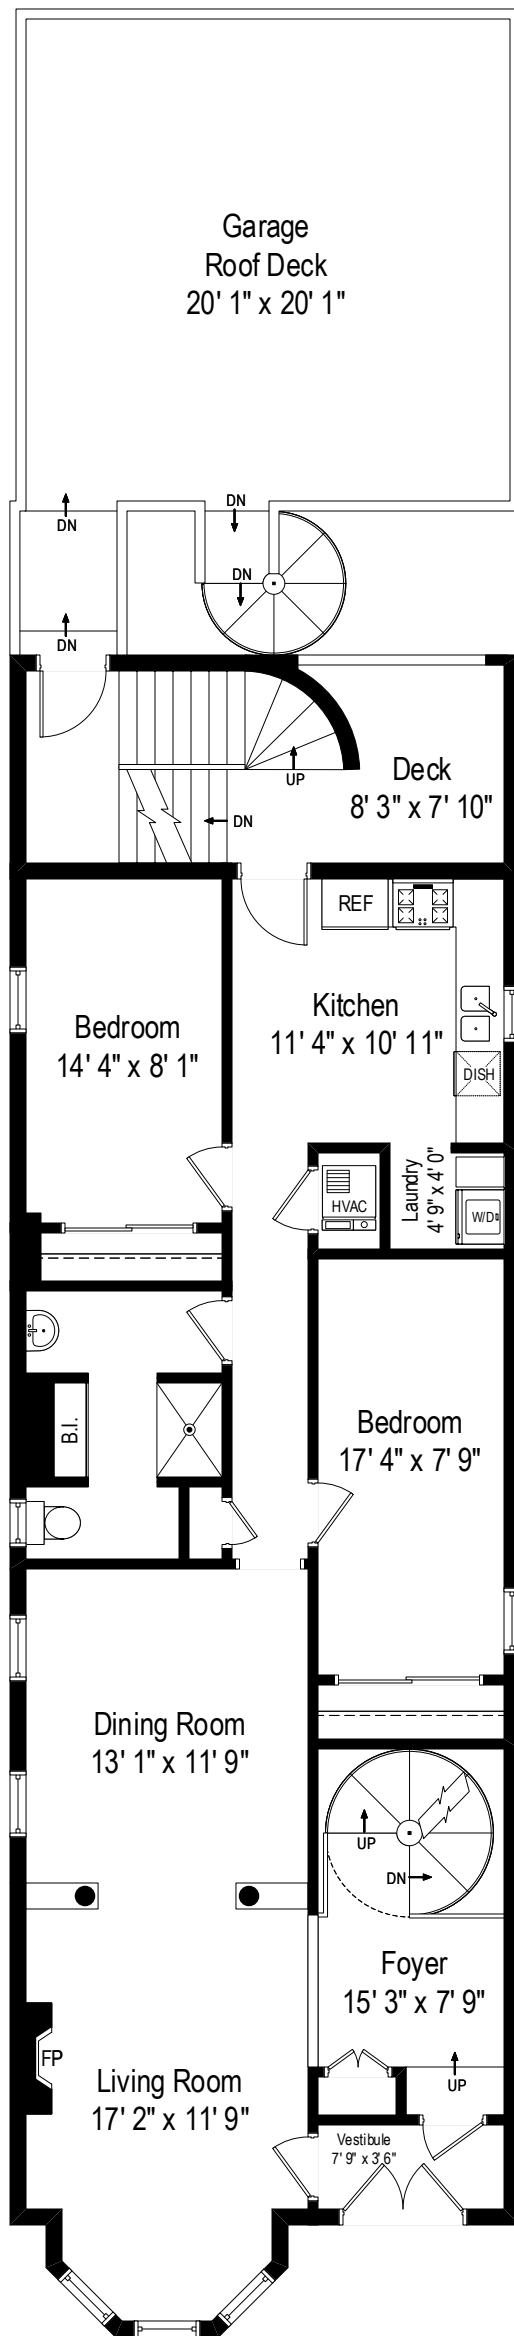 Garage
Roof Deck
20' 1" x 20' 1"
DN
DN
DN
DN
UP
Deck
8' 3" x 7' 10"
DN
REF
Kitchen
11' 4" x 10' 11"
Bedroom
14' 4" x 8' 1"
DISH
Laundry
4' 9" x 4' 0"
HVAC
W/D
B.I.
Bedroom
17' 4" x 7' 9"
Dining Room
13' 1" x 11' 9"
UP
DN
Foyer
15' 3" x 7' 9"
FP
UP
Living Room
17' 2" x 11' 9"
Vestibule
7' 9" x 3' 6"